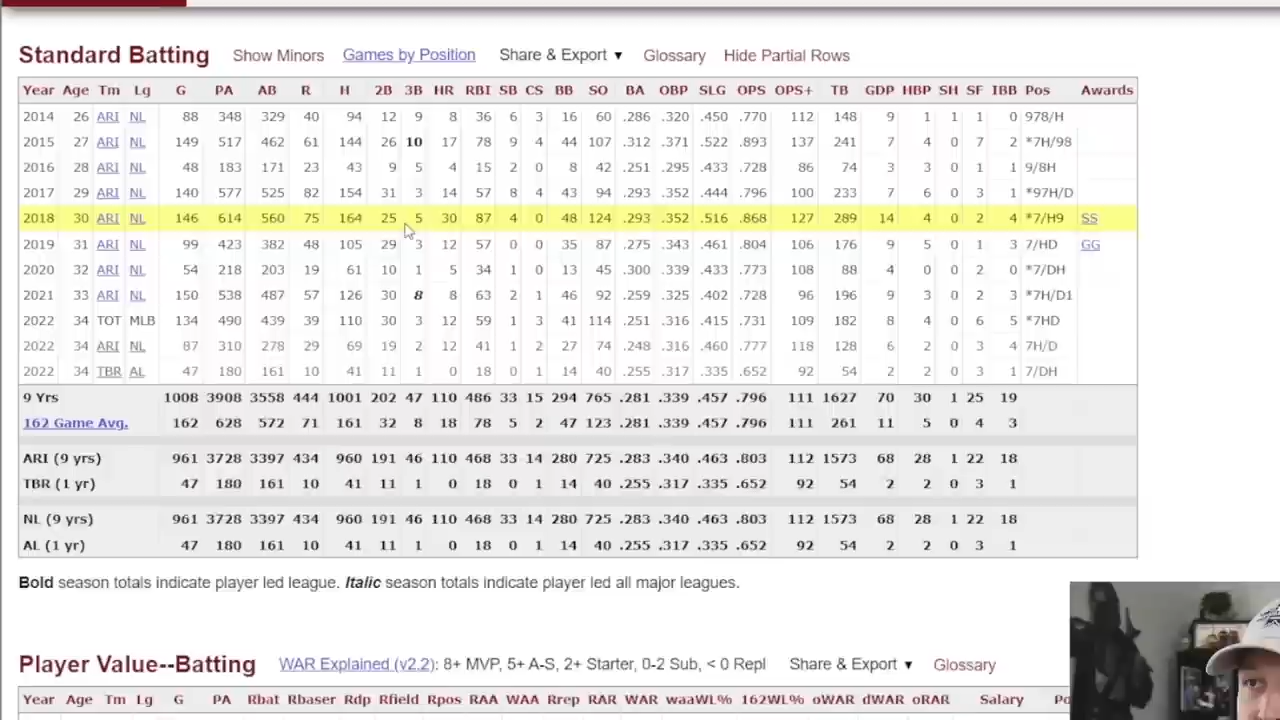 Standard Batting Show Minors Games by Position Share & Export ▼ Glossary Hide Partial Rows
Year Age Tm Lg G PA AB R H 2B 3B HR RBI SB CS BB SO BA OBP SLG OPS OPS+ TB GDP HBP SH SF IBB Pos Awards
2014 26 ARI NL 88 348 329 40 94 12 9 8 36 6 3 16 60 .286 .320 .450 .770 112 148 9 1 1 1 0 978/H
2015 27 ARI NL 149 517 462 61 144 26 10 17 78 9 4 44 107 .312 .371 .522 .893 137 241 7 4 0 7 2 *7H/98
2016 28 ARI NL 48 183 171 23 43 9 5 4 15 2 0 8 42 .251 .295 .433 .728 86 74 3 3 0 1 1 9/8H
2017 29 ARI NL 140 577 525 82 154 31 3 14 57 8 4 43 94 .293 .352 .444 .796 100 233 7 6 0 3 1 *97H/D
2018 30 ARI NL 146 614 560 75 164 25 5 30 87 4 0 48 124 .293 .352 .516 .868 127 289 14 4 0 2 4 *7/H9 SS
2019 31 ARI NL 99 423 382 48 105 29 3 12 57 0 0 35 87 .275 .343 .461 .804 106 176 9 5 0 1 3 7/HD GG
2020 32 ARI NL 54 218 203 19 61 10 1 5 34 1 0 13 45 .300 .339 .433 .773 108 88 4 0 0 2 0 *7/DH
2021 33 ARI NL 150 538 487 57 126 30 8 8 63 2 1 46 92 .259 .325 .402 .728 96 196 9 3 0 2 3 *7H/D1
2022 34 TOT MLB 134 490 439 39 110 30 3 12 59 1 3 41 114 .251 .316 .415 .731 109 182 8 4 0 6 5 *7HD
2022 34 ARI NL 87 310 278 29 69 19 2 12 41 1 2 27 74 .248 .316 .460 .777 118 128 6 2 0 3 4 7H/D
2022 34 TBR AL 47 180 161 10 41 11 1 0 18 0 1 14 40 .255 .317 .335 .652 92 54 2 2 0 3 1 7/DH
9 Yrs 1008 3908 3558 444 1001 202 47 110 486 33 15 294 765 .281 .339 .457 .796 111 1627 70 30 1 25 19
162 Game Avg. 162 628 572 71 161 32 8 18 78 5 2 47 123 .281 .339 .457 .796 111 261 11 5 0 4 3
ARI (9 yrs) 961 3728 3397 434 960 191 46 110 468 33 14 280 725 .283 .340 .463 .803 112 1573 68 28 1 22 18
TBR (1 yr) 47 180 161 10 41 11 1 0 18 0 1 14 40 .255 .317 .335 .652 92 54 2 2 0 3 1
NL (9 yrs) 961 3728 3397 434 960 191 46 110 468 33 14 280 725 .283 .340 .463 .803 112 1573 68 28 1 22 18
AL (1 yr) 47 180 161 10 41 11 1 0 18 0 1 14 40 .255 .317 .335 .652 92 54 2 2 0 3 1
Bold season totals indicate player led league. Italic season totals indicate player led all major leagues.
Player Value--Batting WAR Explained (v2.2): 8+ MVP, 5+ A-S, 2+ Starter, 0-2 Sub, < 0 Repl Share & Export ▼ Glossary
Year Age Tm Lg G PA Rbat Rbaser Rdp Rfield Rpos RAA WAA Rrep RAR WAR waaWL% 162WL% oWAR dWAR oRAR Salary Po